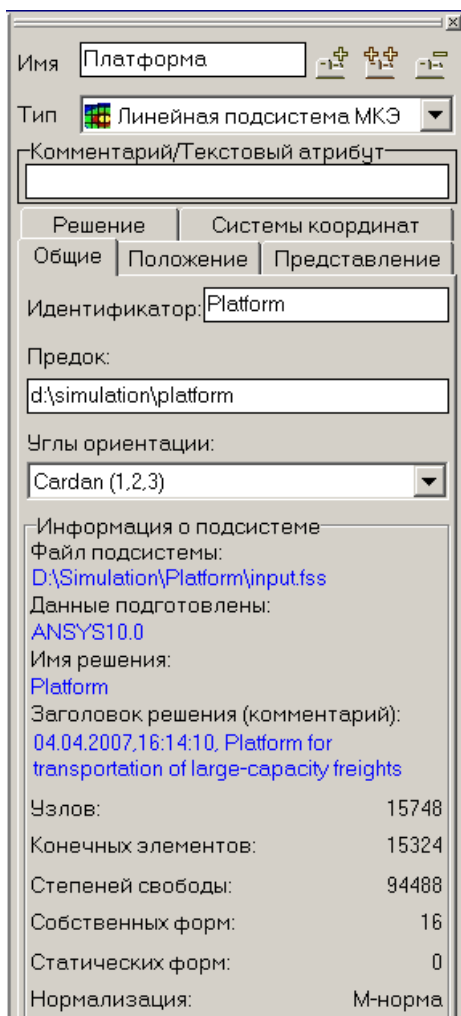 Имя Платформа
Тип Линейная подсистема МКЭ
Комментарий/Текстовый атрибут
Решение Системы координат
Общие Положение Представление
Идентификатор: Platform
Предок:
d:\simulation\platform
Углы ориентации:
Cardan (1,2,3)
Информация о подсистеме
Файл подсистемы:
D:\Simulation\Platform\input.fss
Данные подготовлены:
ANSYS10.0
Имя решения:
Platform
Заголовок решения (комментарий):
04.04.2007,16:14:10, Platform for
transportation of large-capacity freights
Узлов: 15748
Конечных элементов: 15324
Степеней свободы: 94488
Собственных форм: 16
Статических форм: 0
Нормализация: М-норма